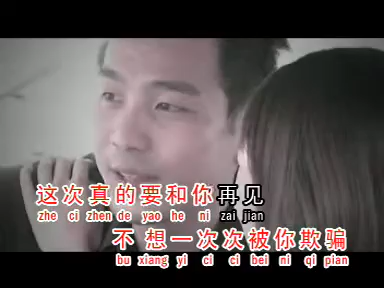 这次真的要和你再见
zhe ci zhen de yao he ni zai jian
不想一次次被你欺骗
bu xiang yi ci ci bei ni qi pian